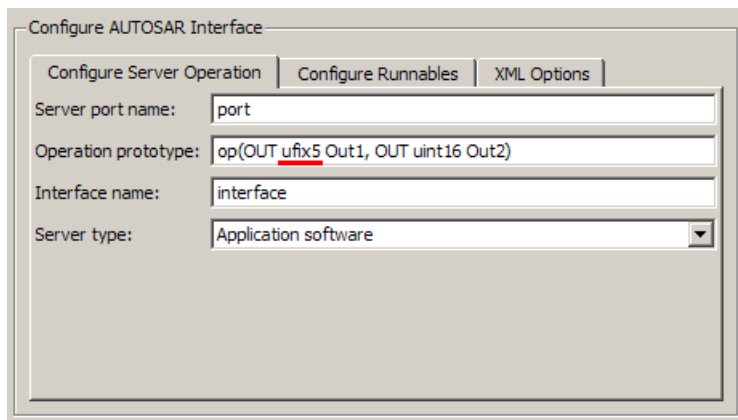 Configure AUTOSAR Interface
Configure Server Operation Configure Runnables XML Options
Server port name: port
Operation prototype: op(OUT ufix5 Out1, OUT uint16 Out2)
Interface name: interface
Server type: Application software